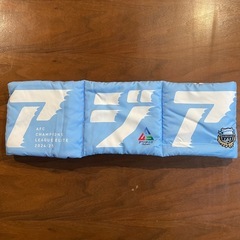 アジア
AFC
CHAMPIONS
LEAGUE ELITE
2024/25